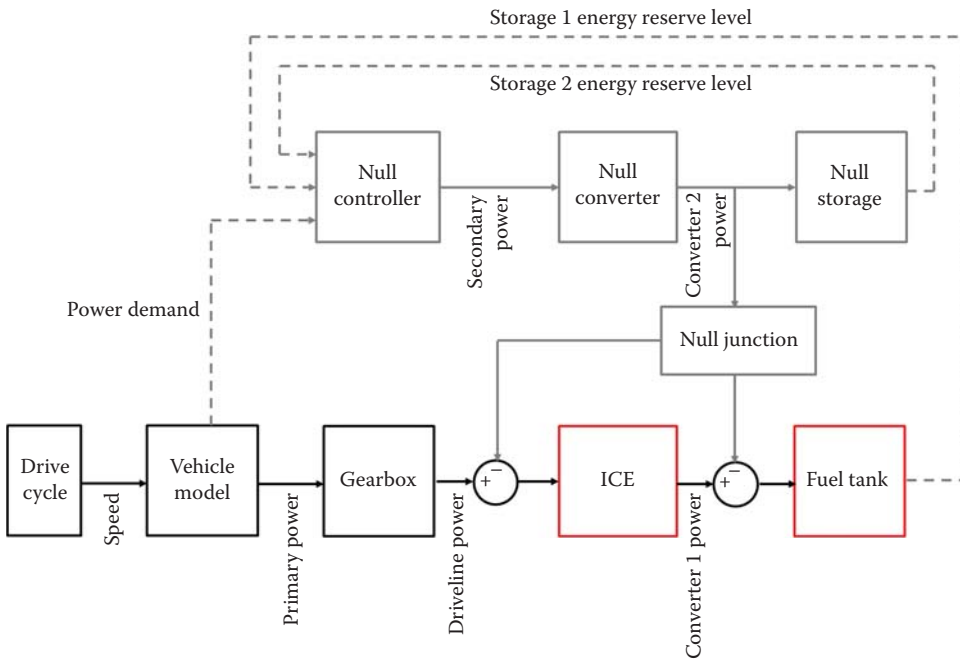 Storage 1 energy reserve level
Storage 2 energy reserve level
Null
controller
Secondary
power
Null
converter
Converter 2
power
Null
storage
Power demand
Null junction
Drive
cycle
Speed
Vehicle
model
Primary power
Gearbox
Driveline power
+
−
ICE
Converter 1 power
+
−
Fuel tank